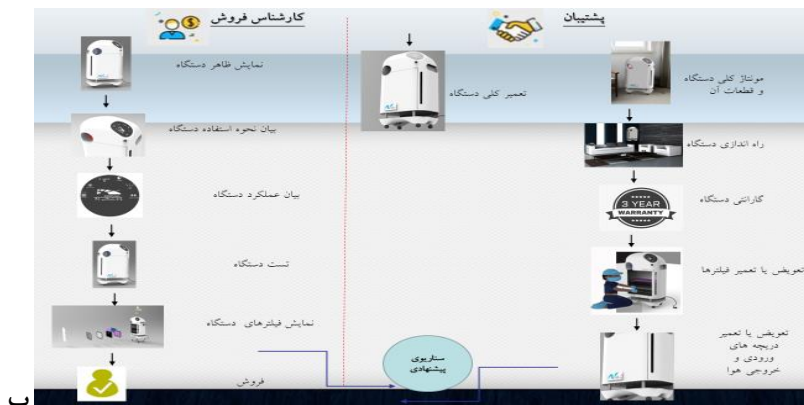 پشتیبان
مونتاژ کلی دستگاه
و قطعات آن
راه اندازی دستگاه
گارانتی دستگاه
3 YEAR
WARRANTY
تعویض یا تعمیر فیلترها
تعویض یا تعمیر
دریچه های
ورودی و
خروجی هوا
تعمیر کلی دستگاه
کارشناس فروش
نمایش ظاهر دستگاه
بیان نحوه استفاده دستگاه
بیان عملکرد دستگاه
تست دستگاه
نمایش فیلترهای دستگاه
فروش
سناریوی
پیشنهادی